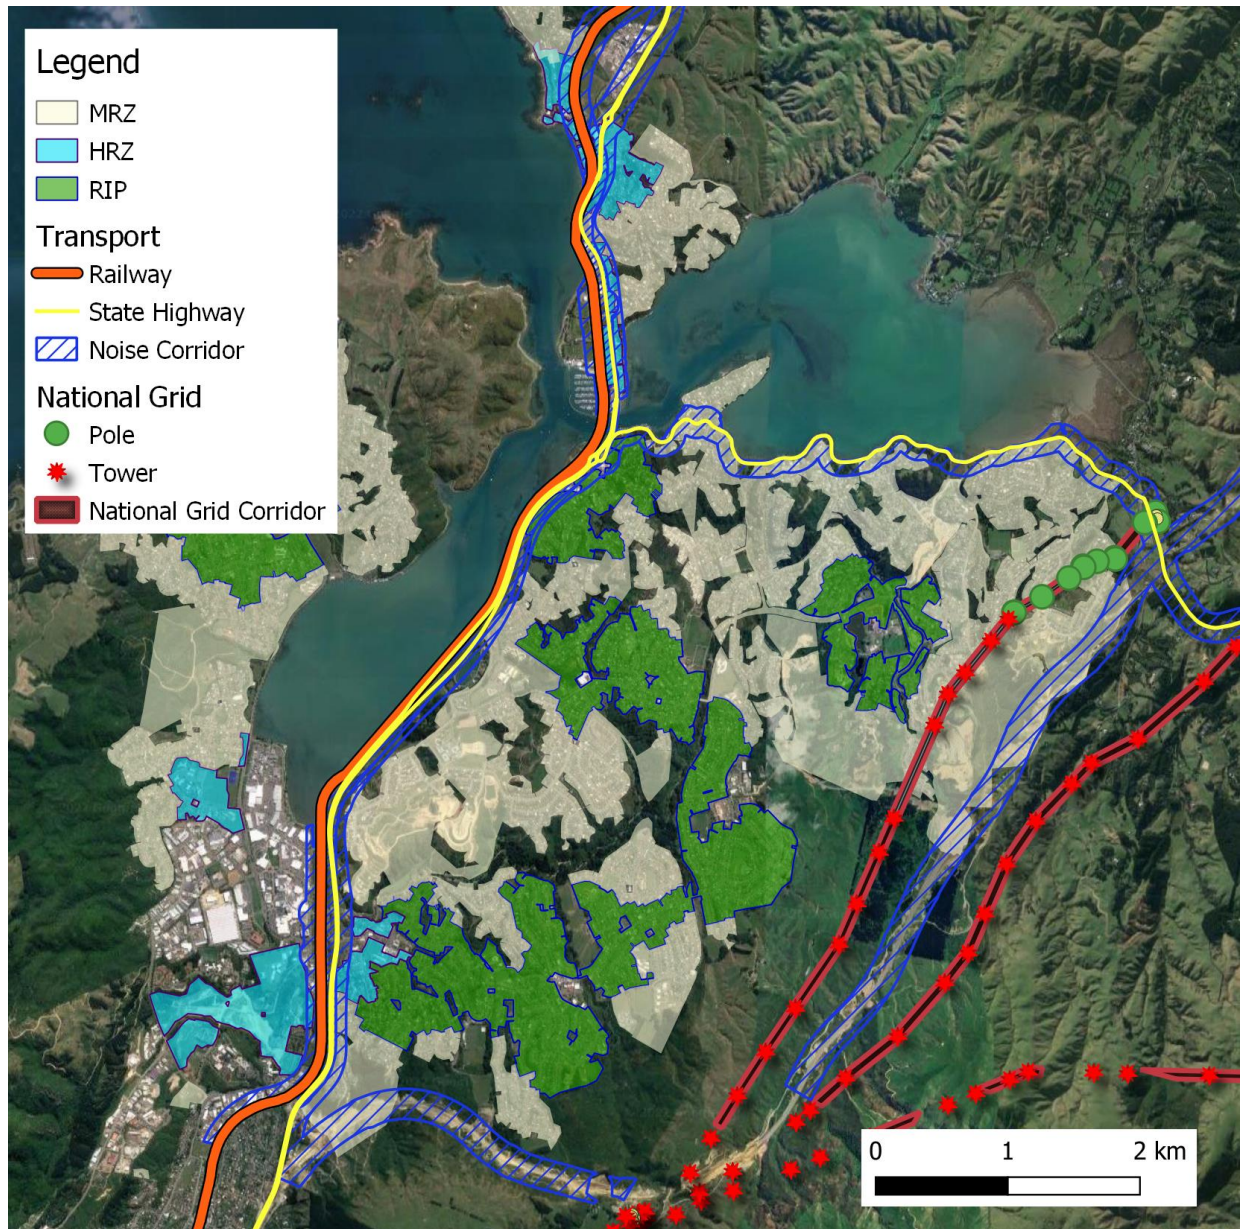 Legend
MRZ
HRZ
RIP
Transport
Railway
State Highway
Noise Corridor
National Grid
Pole
Tower
National Grid Corridor
0 1 2 km